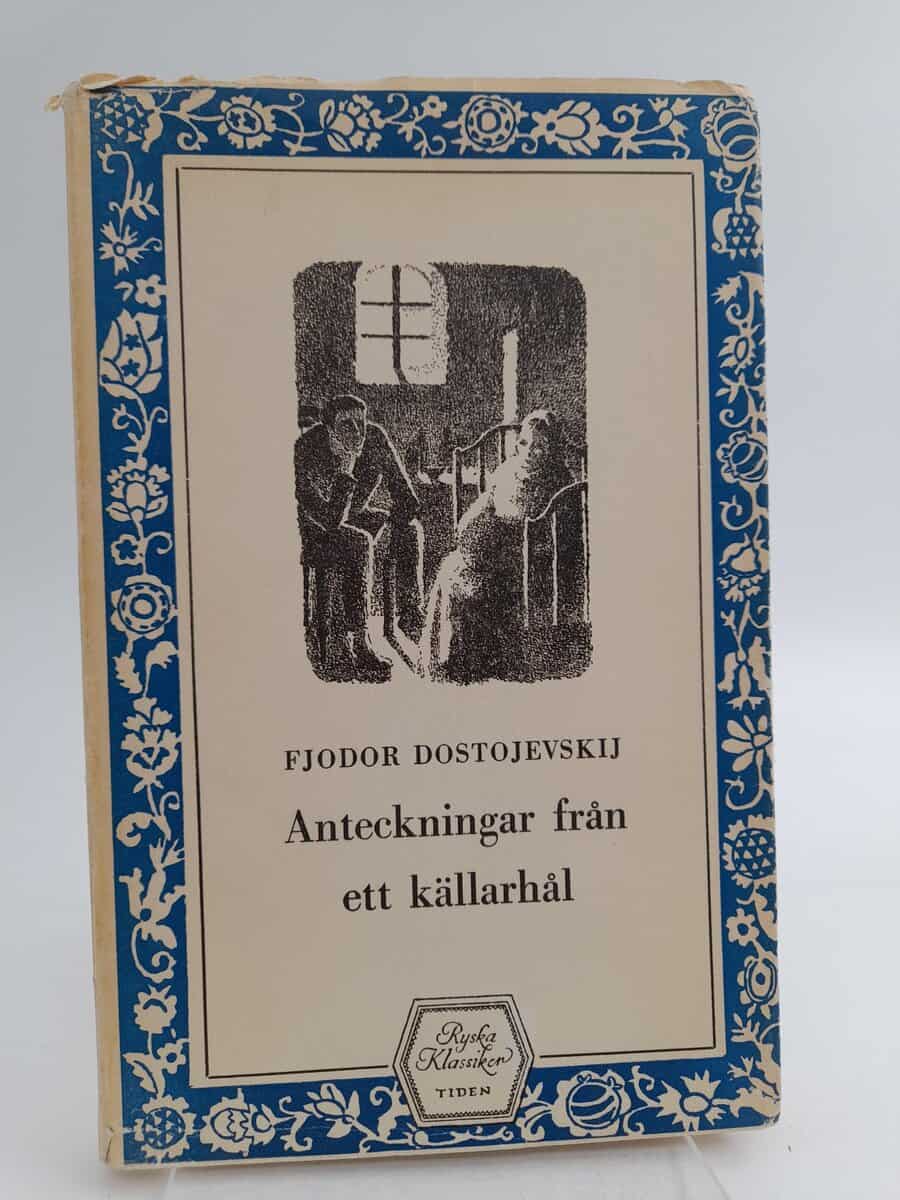 FJODOR DOSTOJEVSKIJ
Anteckningar från
ett källarhål
Ryska
Klassiker
TIDEN